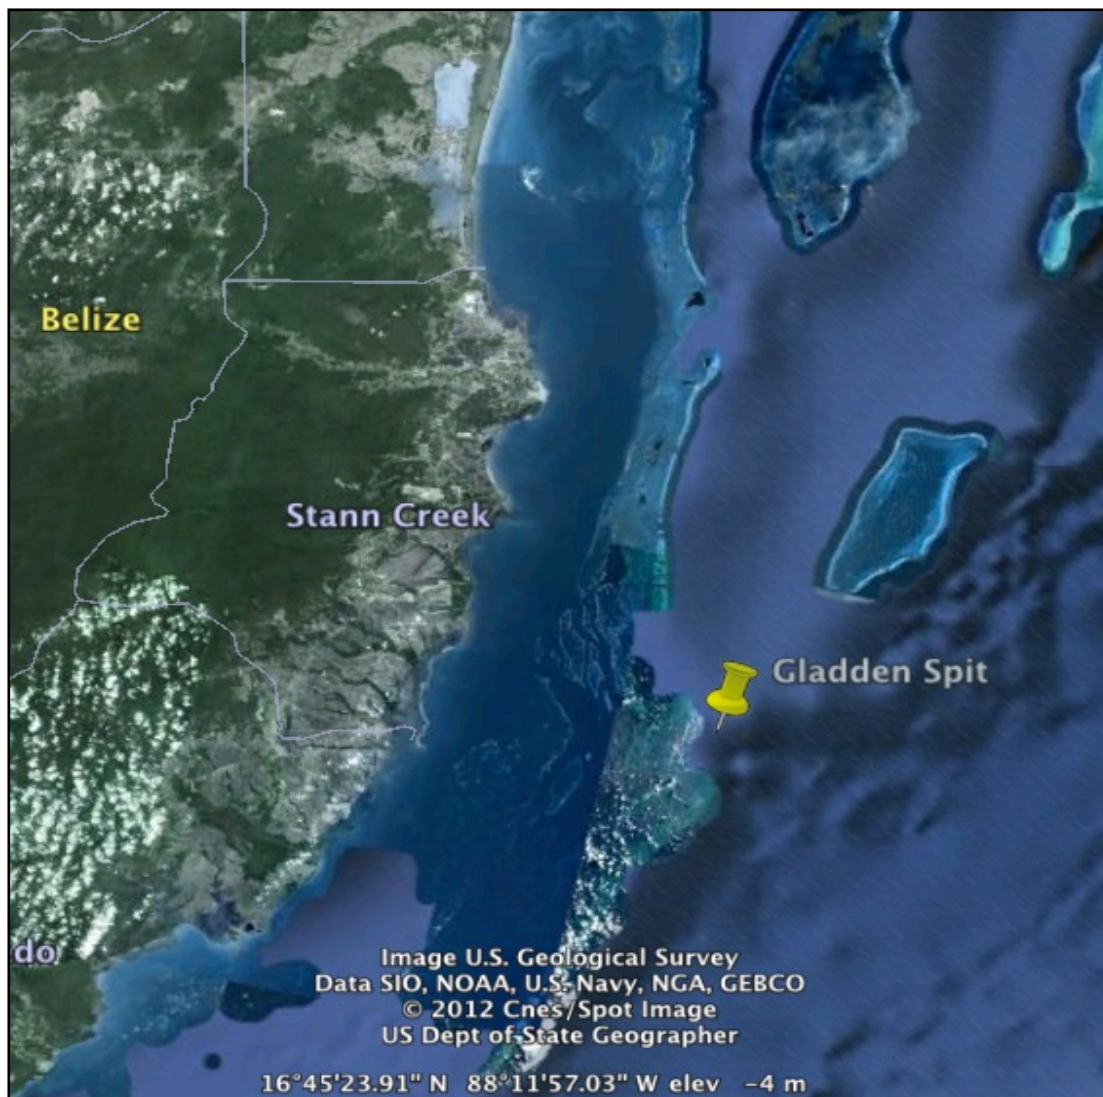 Belize
Stann Creek
Gladden Spit
do
Image U.S. Geological Survey
Data SIO, NOAA, U.S. Navy, NGA, GEBCO
© 2012 Cnes/Spot Image
US Dept of State Geographer
16°45'23.91" N 88°11'57.03" W elev -4 m